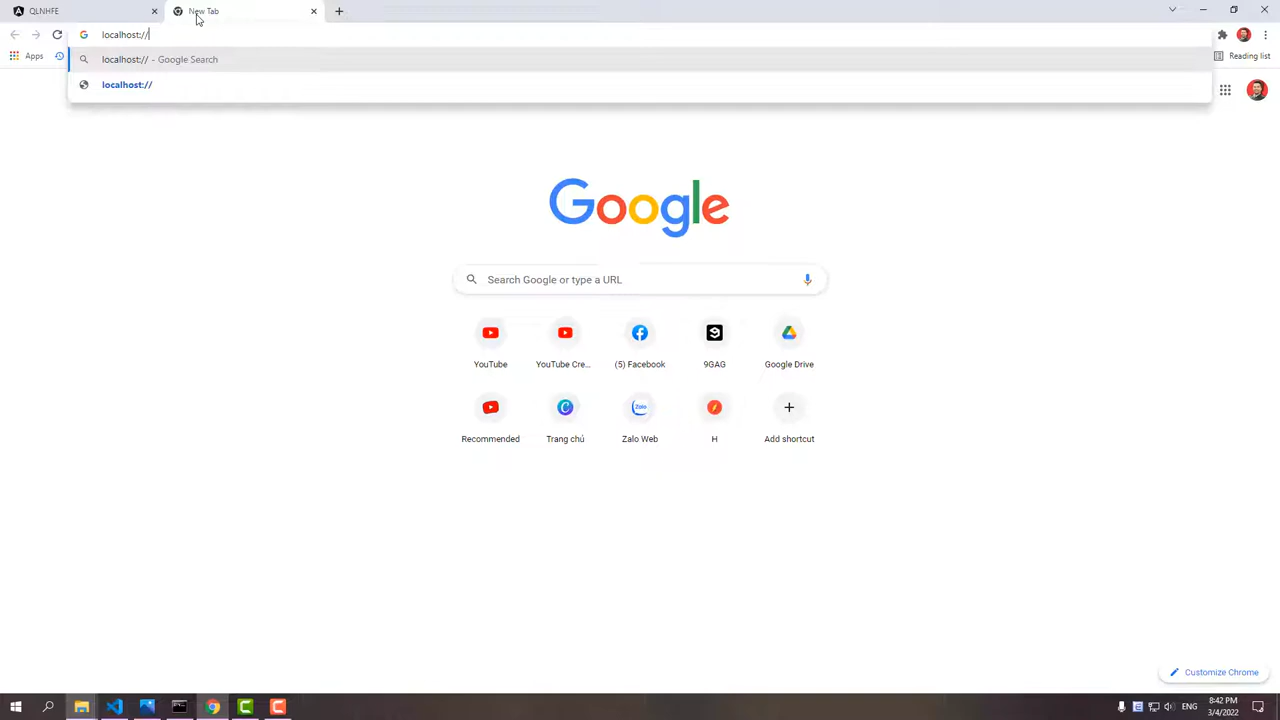 QLNHFE
New Tab
localhost://
Apps
Reading list
localhost:// - Google Search
localhost://
Google
Search Google or type a URL
YouTube
YouTube Cre...
(5) Facebook
9GAG
Google Drive
Recommended
Trang chủ
Zalo
Zalo Web
H
Add shortcut
Customize Chrome
ENG
8:42 PM
3/4/2022